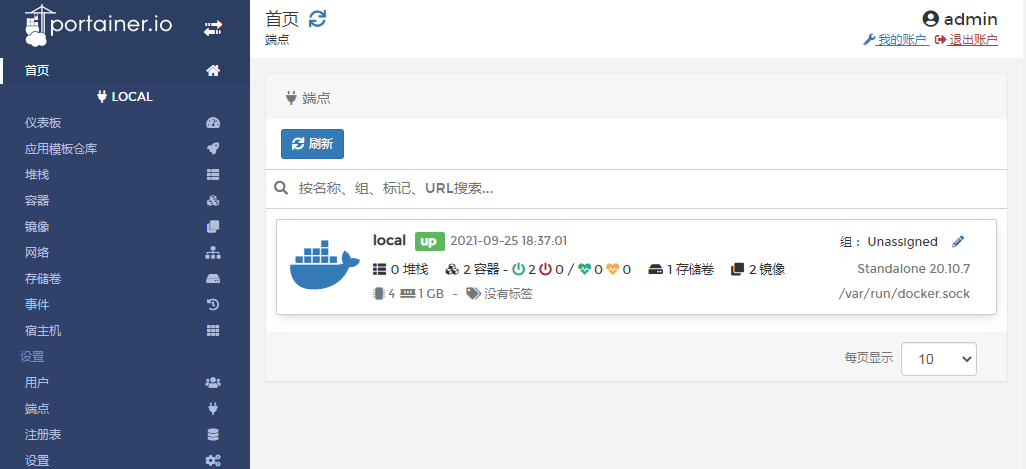 portainer.io
首页
LOCAL
仪表板
应用模板仓库
堆栈
容器
镜像
网络
存储卷
事件
宿主机
设置
用户
端点
注册表
设置
首页
端点
admin
我的账户 退出账户
端点
刷新
按名称、组、标记、URL搜索...
local up 2021-09-25 18:37:01 组： Unassigned
0 堆栈 2 容器 - 2 0 / 0 0 1 存储卷 2 镜像 Standalone 20.10.7
4 1 GB - 没有标签 /var/run/docker.sock
每页显示 10